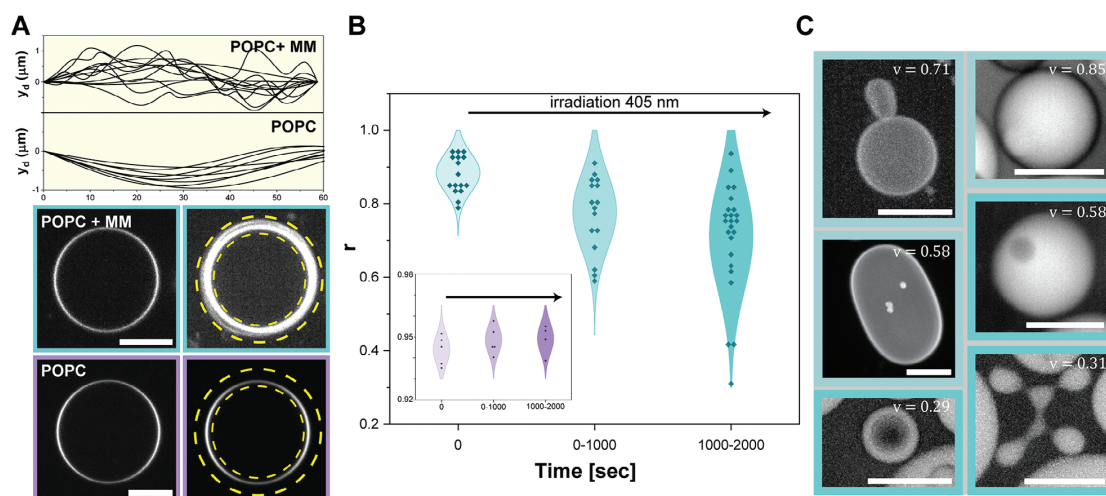 A
POPC+ MM
y_d (μm)
1
0
POPC
y_d (μm)
0
-1
0 10 20 30 40 50 60
POPC + MM
POPC
B
irradiation 405 nm
r
1.0
0.8
0.6
0.4
0.2
0.98
0.95
0.92
0 0-1000 1000-2000
0 0-1000 1000-2000
Time [sec]
C
v = 0.71
v = 0.85
v = 0.58
v = 0.58
v = 0.29
v = 0.31